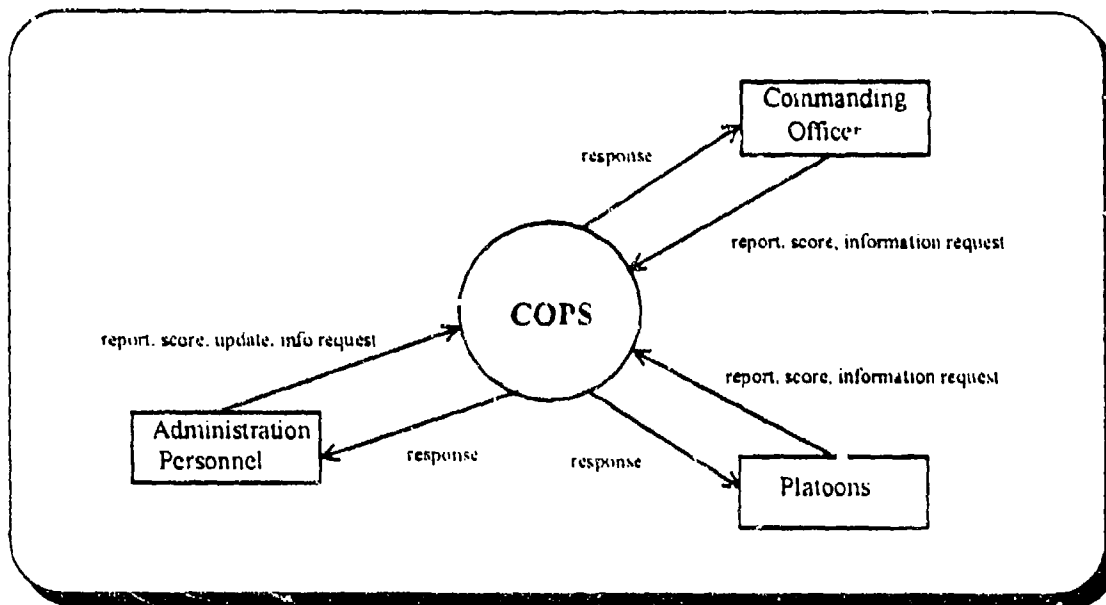 Commanding
Officer
response
report, score, information request
COPS
report, score, update, info request
report, score, information request
Administration
Personnel
response
response
Platoons